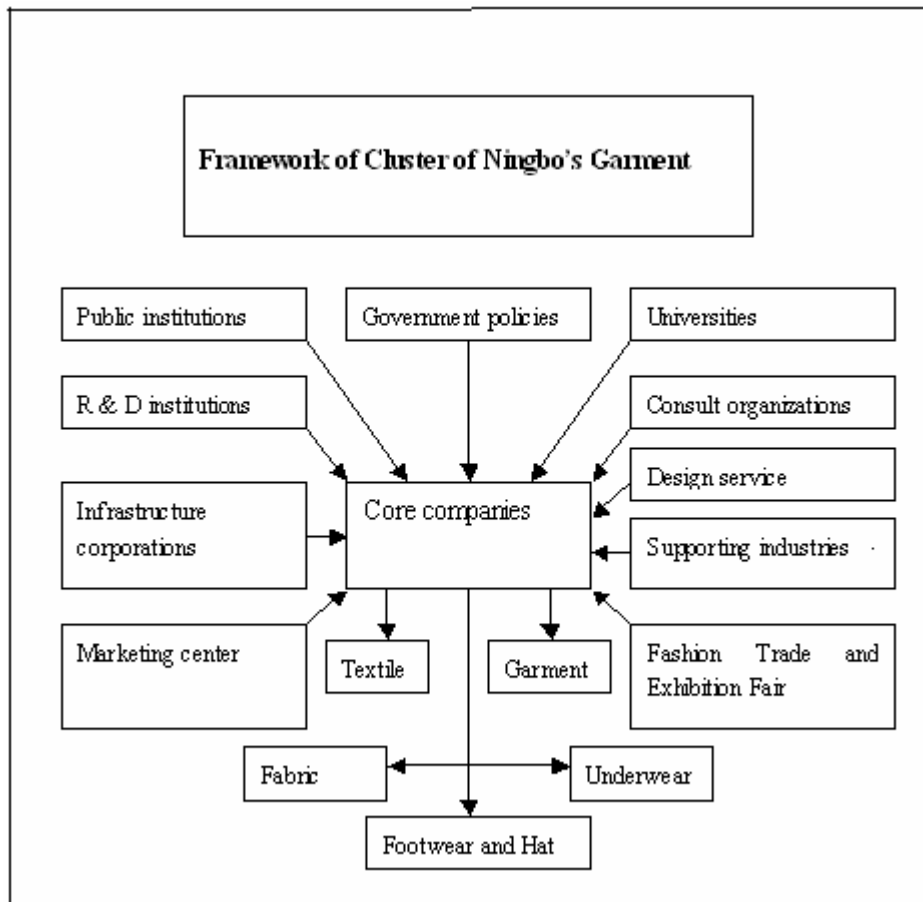 Framework of Cluster of Ningbo's Garment
Public institutions
Government policies
Universities
R & D institutions
Consult organizations
Design service
Infrastructure
corporations
Core companies
Supporting industries
Marketing center
Textile
Garment
Fashion Trade and
Exhibition Fair
Fabric
Underwear
Footwear and Hat